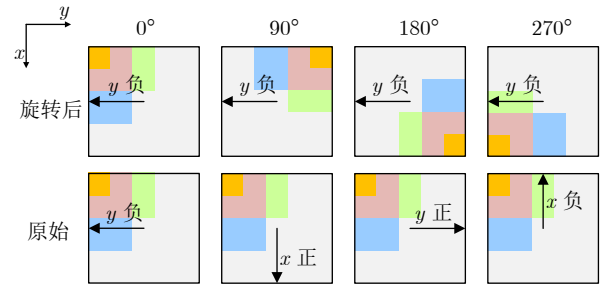 y
x
0° 90° 180° 270°
旋转后 y 负 y 负 y 负 y 负
原始 y 负 x 正 y 正 x 负